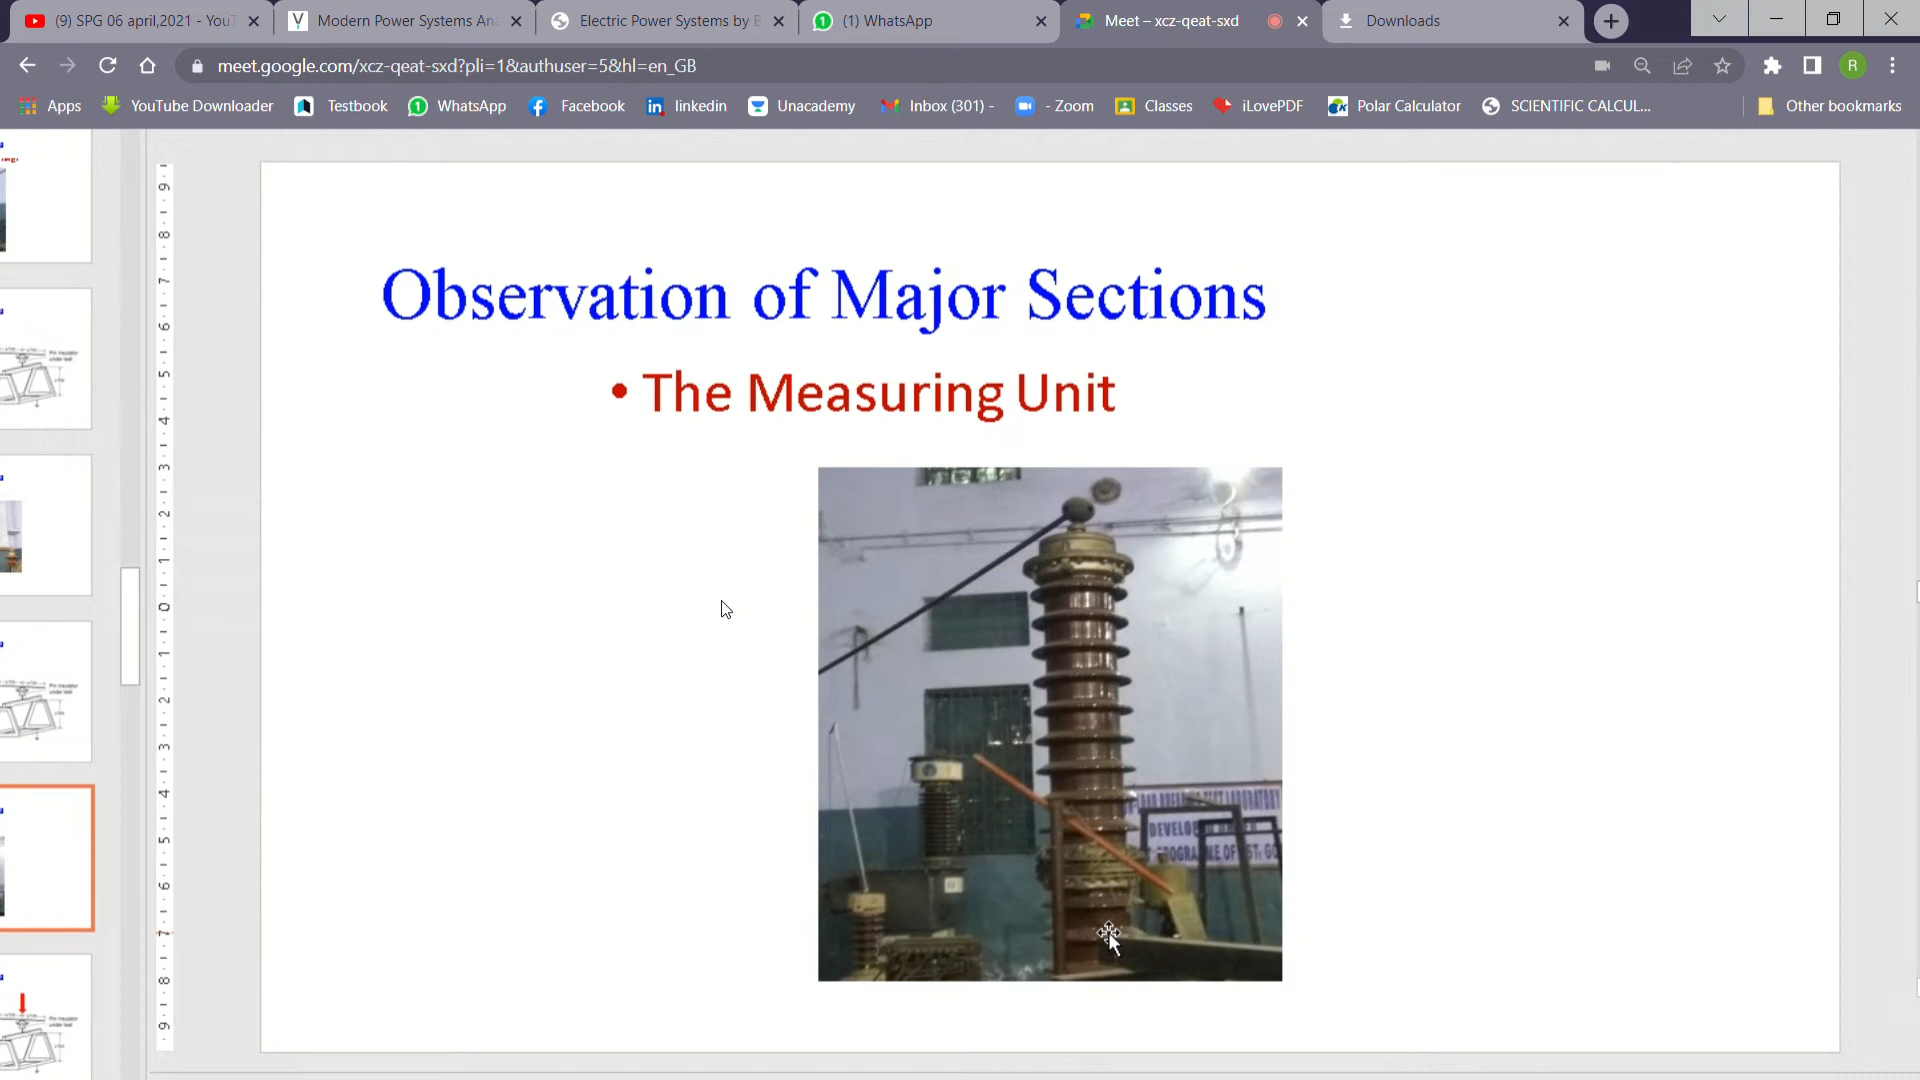 (9) SPG 06 april,2021 - YouT
Modern Power Systems Ana
Electric Power Systems by B
(1) WhatsApp
Meet – xcz-qeat-sxd
Downloads
meet.google.com/xcz-qeat-sxd?pli=1&authuser=5&hl=en_GB
R
Apps
YouTube Downloader
Testbook
WhatsApp
Facebook
linkedin
Unacademy
Inbox (301) -
- Zoom
Classes
iLovePDF
Polar Calculator
SCIENTIFIC CALCUL...
Other bookmarks
Observation of Major Sections
• The Measuring Unit
TEST LABORATORY